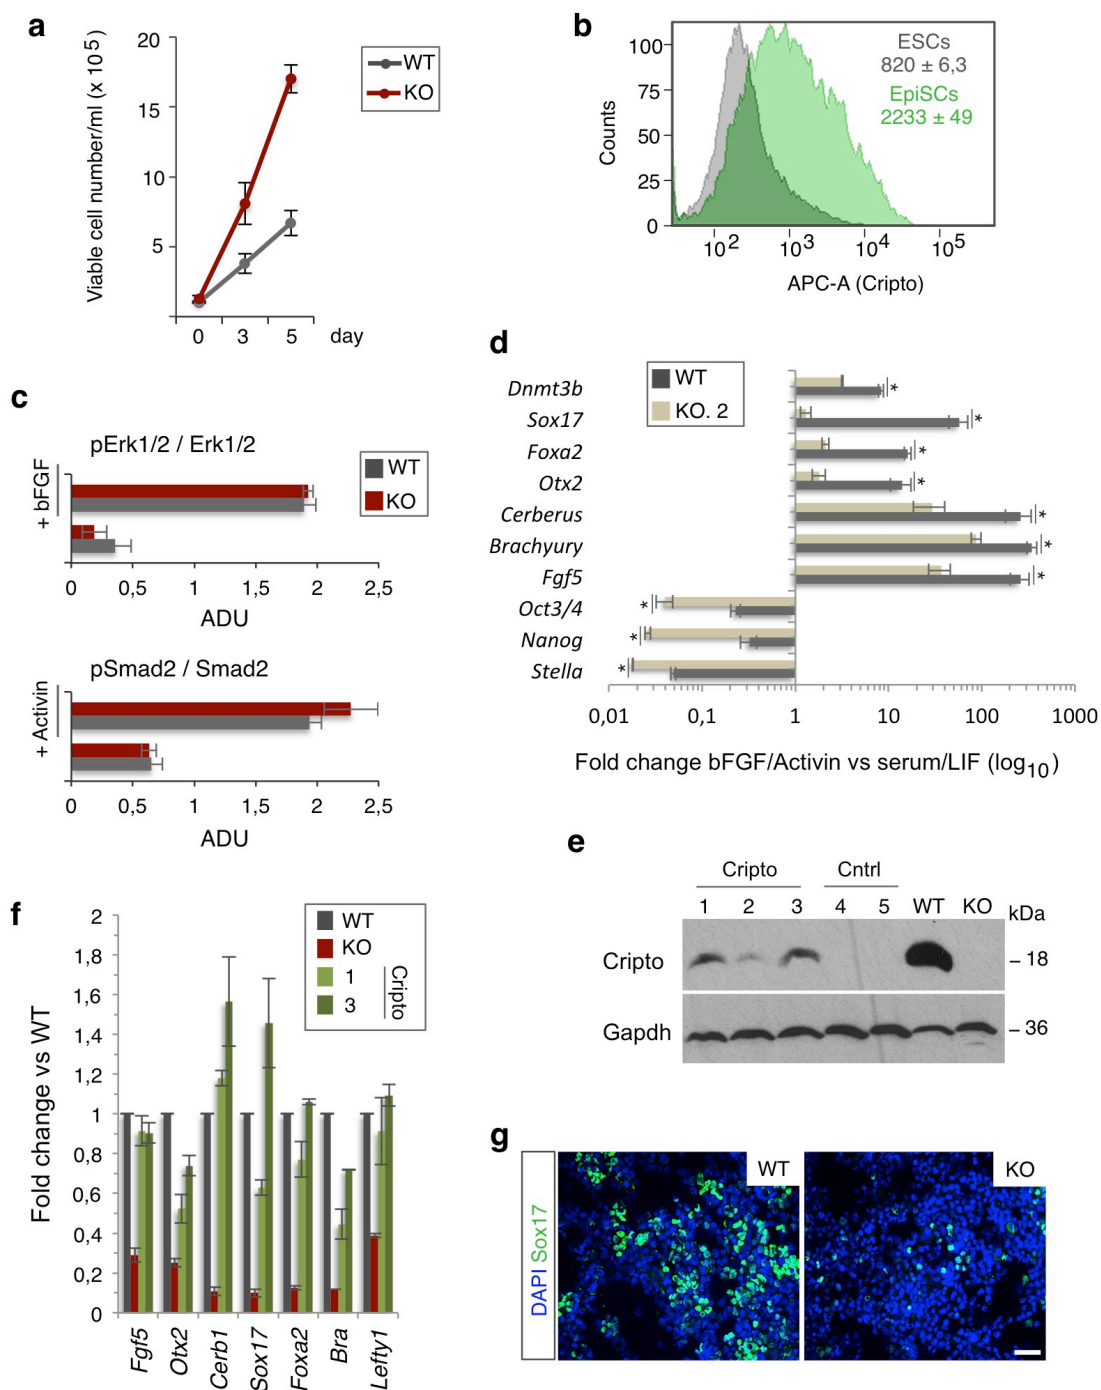 a
Viable cell number/ml (x 10 5)
20
15
10
5
0 3 5 day
WT
KO
b
Counts
100
75
50
25
0
10^2 10^3 10^4 10^5
APC-A (Cripto)
ESCs
820 ± 6,3
EpiSCs
2233 ± 49
c
pErk1/2 / Erk1/2
+ bFGF
WT
KO
0 0,5 1 1,5 2 2,5
ADU
pSmad2 / Smad2
+ Activin
0 0,5 1 1,5 2 2,5
ADU
d
WT
KO. 2
Dnmt3b *
Sox17 *
Foxa2 *
Otx2 *
Cerberus *
Brachyury *
Fgf5 *
Oct3/4 *
Nanog *
Stella *
0,01 0,1 1 10 100 1000
Fold change bFGF/Activin vs serum/LIF (log10)
e
Cripto Cntrl
1 2 3 4 5 WT KO kDa
Cripto – 18
Gapdh – 36
f
Fold change vs WT
2
1,8
1,6
1,4
1,2
1
0,8
0,6
0,4
0,2
0
WT
KO
1
3
Cripto
Fgf5 Otx2 Cerb1 Sox17 Foxa2 Bra Lefty1
g
DAPI Sox17
WT
KO